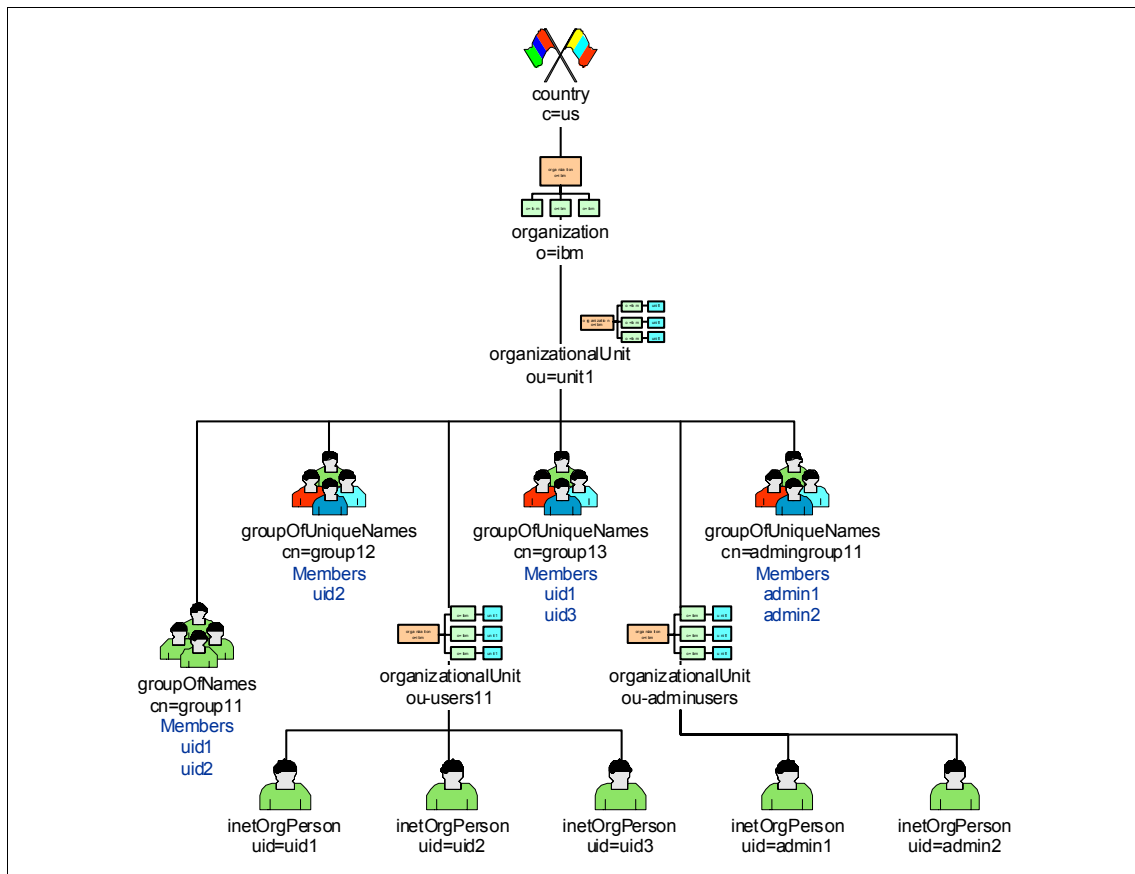 country
c=us
organization
o=ibm
organizationalUnit
ou=unit1
groupOfUniqueNames
cn=group12
Members
uid2
groupOfUniqueNames
cn=group13
Members
uid1
uid3
groupOfUniqueNames
cn=admingroup11
Members
admin1
admin2
groupOfNames
cn=group11
Members
uid1
uid2
organizationalUnit
ou-users11
organizationalUnit
ou-adminusers
inetOrgPerson
uid=uid1
inetOrgPerson
uid=uid2
inetOrgPerson
uid=uid3
inetOrgPerson
uid=admin1
inetOrgPerson
uid=admin2